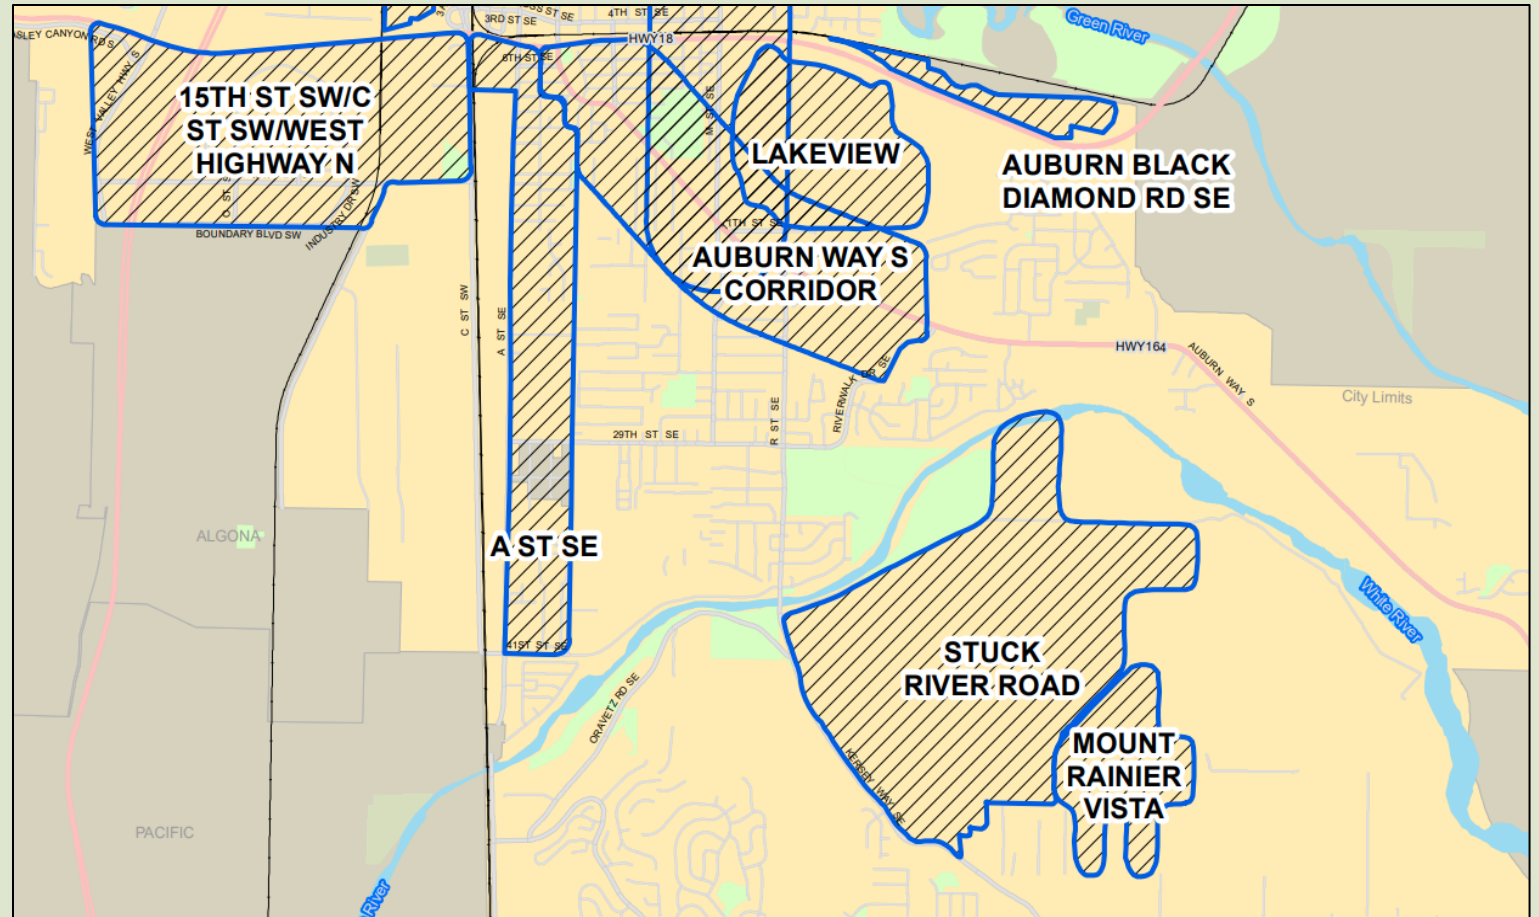 3RD ST SE
4TH ST SE
HWY18
6TH ST SE
Green River
WEST VALLEY HWY S
15TH ST SW/C
ST SW/WEST
HIGHWAY N
M ST SE
LAKEVIEW
AUBURN BLACK
DIAMOND RD SE
BOUNDARY BLVD SW
INDUSTRY DR SW
AUBURN WAY S
CORRIDOR
C ST SW
A ST SE
HWY164
AUBURN WAY S
RIVERWALK DR SE
City Limits
R ST SE
29TH ST SE
ALGONA
A ST SE
White River
41ST ST SE
STUCK
RIVER ROAD
ORAVETZ RD SE
MOUNT
RAINIER
VISTA
KERSEY WAY SE
PACIFIC
River